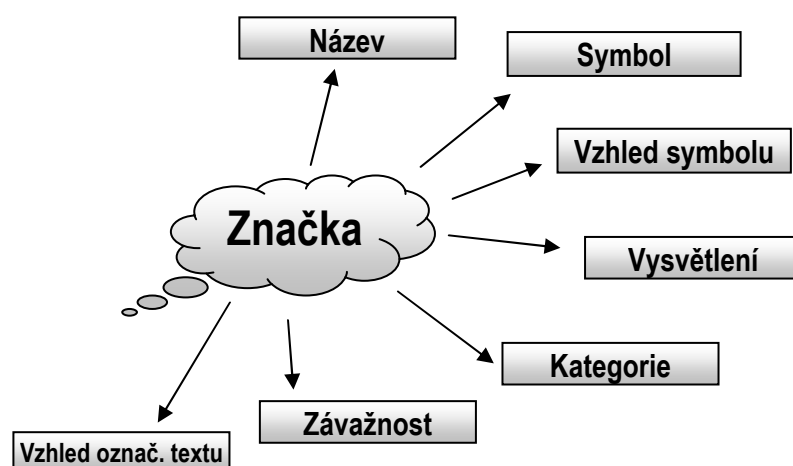 Název
Symbol
Vzhled symbolu
Značka
Vysvětlení
Kategorie
Závažnost
Vzhled označ. textu